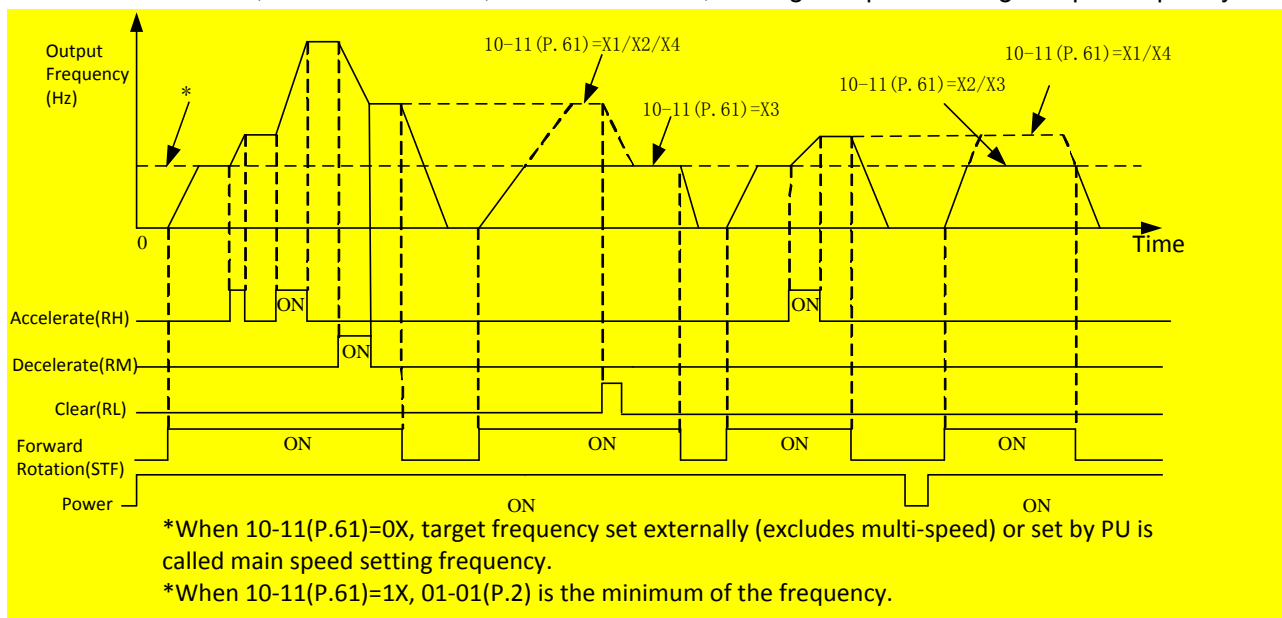 Output
Frequency
(Hz)
*
10-11(P.61)=X1/X2/X4
10-11(P.61)=X3
10-11(P.61)=X1/X4
10-11(P.61)=X2/X3
0
Time
Accelerate(RH)
ON
ON
Decelerate(RM)
ON
Clear(RL)
Forward
Rotation(STF)
ON
ON
ON
ON
Power
ON
ON
*When 10-11(P.61)=0X, target frequency set externally (excludes multi-speed) or set by PU is
called main speed setting frequency.
*When 10-11(P.61)=1X, 01-01(P.2) is the minimum of the frequency.